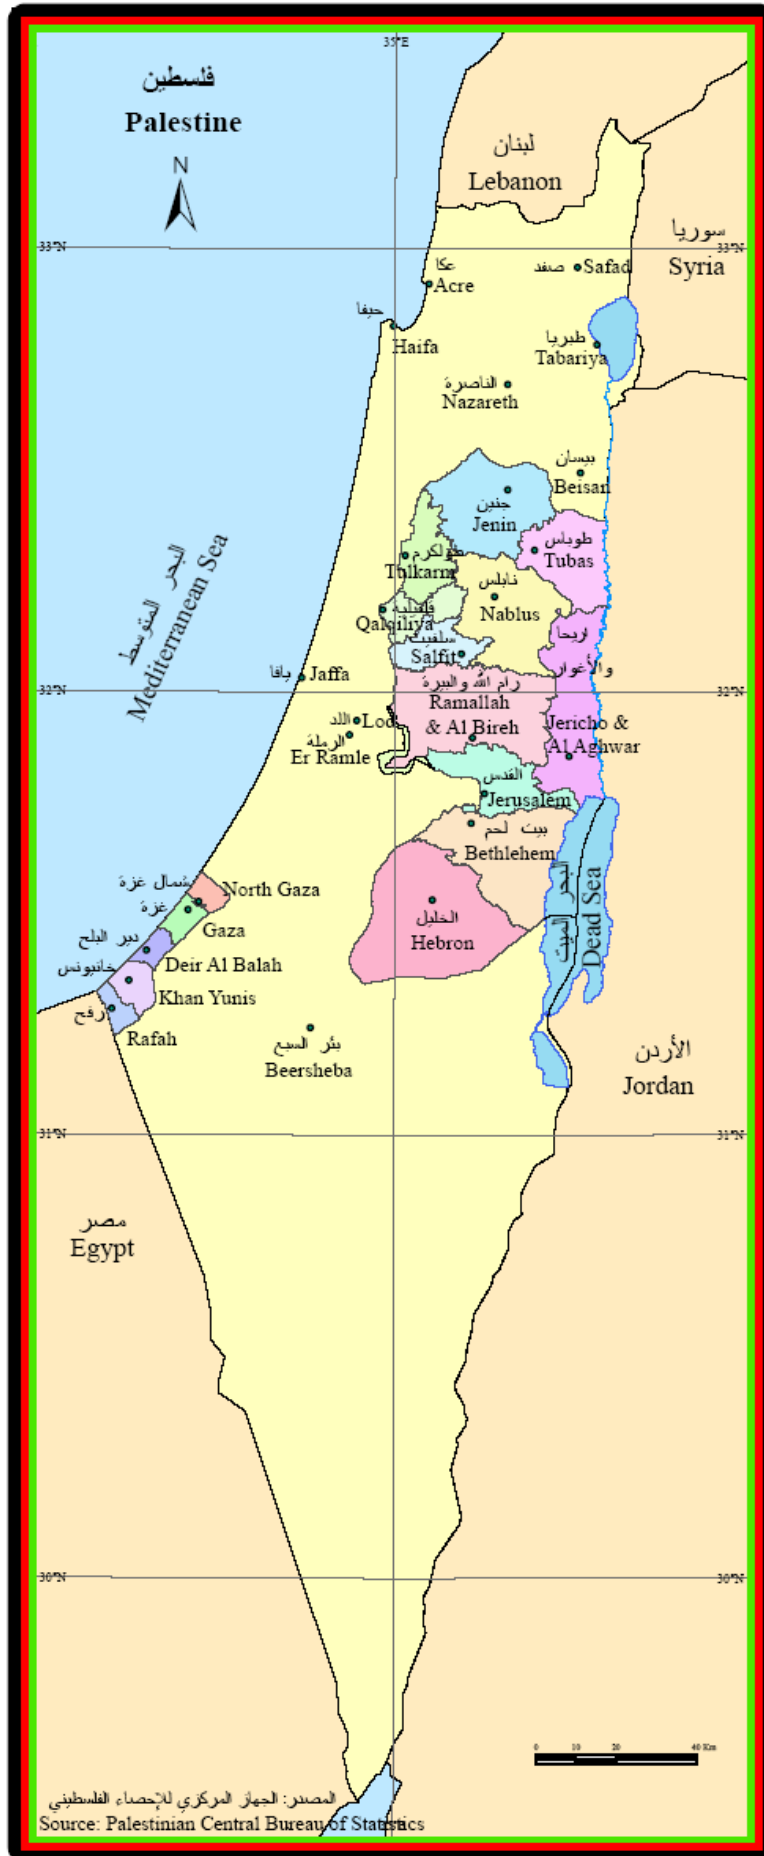 35°E
فلسطين
Palestine
N
لبنان
Lebanon
سوريا
Syria
33°N
33°N
عكا
Acre
صفد Safad
حيفا
Haifa
طبريا
Tabariya
الناصرة
Nazareth
بيسان
Beisan
جنين
Jenin
طوباس
Tubas
طولكرم
Tulkarm
نابلس
Nablus
قلقيلية
Qalqiliya
سلفيت
Salfit
اريحا
والأغوار
Jericho &
Al Aghwar
البحر المتوسط
Mediterranean Sea
يافا Jaffa
32°N
32°N
رام الله والبيرة
Ramallah
& Al Bireh
اللد Lod
الرملة
Er Ramle
القدس
Jerusalem
بيت لحم
Bethlehem
البحر الميت
Dead Sea
الخليل
Hebron
شمال غزة
North Gaza
غزة
Gaza
دير البلح
Deir Al Balah
خانيونس
Khan Yunis
رفح
Rafah
بئر السبع
Beersheba
الأردن
Jordan
31°N
31°N
مصر
Egypt
30°N
30°N
0 10 20 40 Km
المصدر: الجهاز المركزي للإحصاء الفلسطيني
Source: Palestinian Central Bureau of Statistics